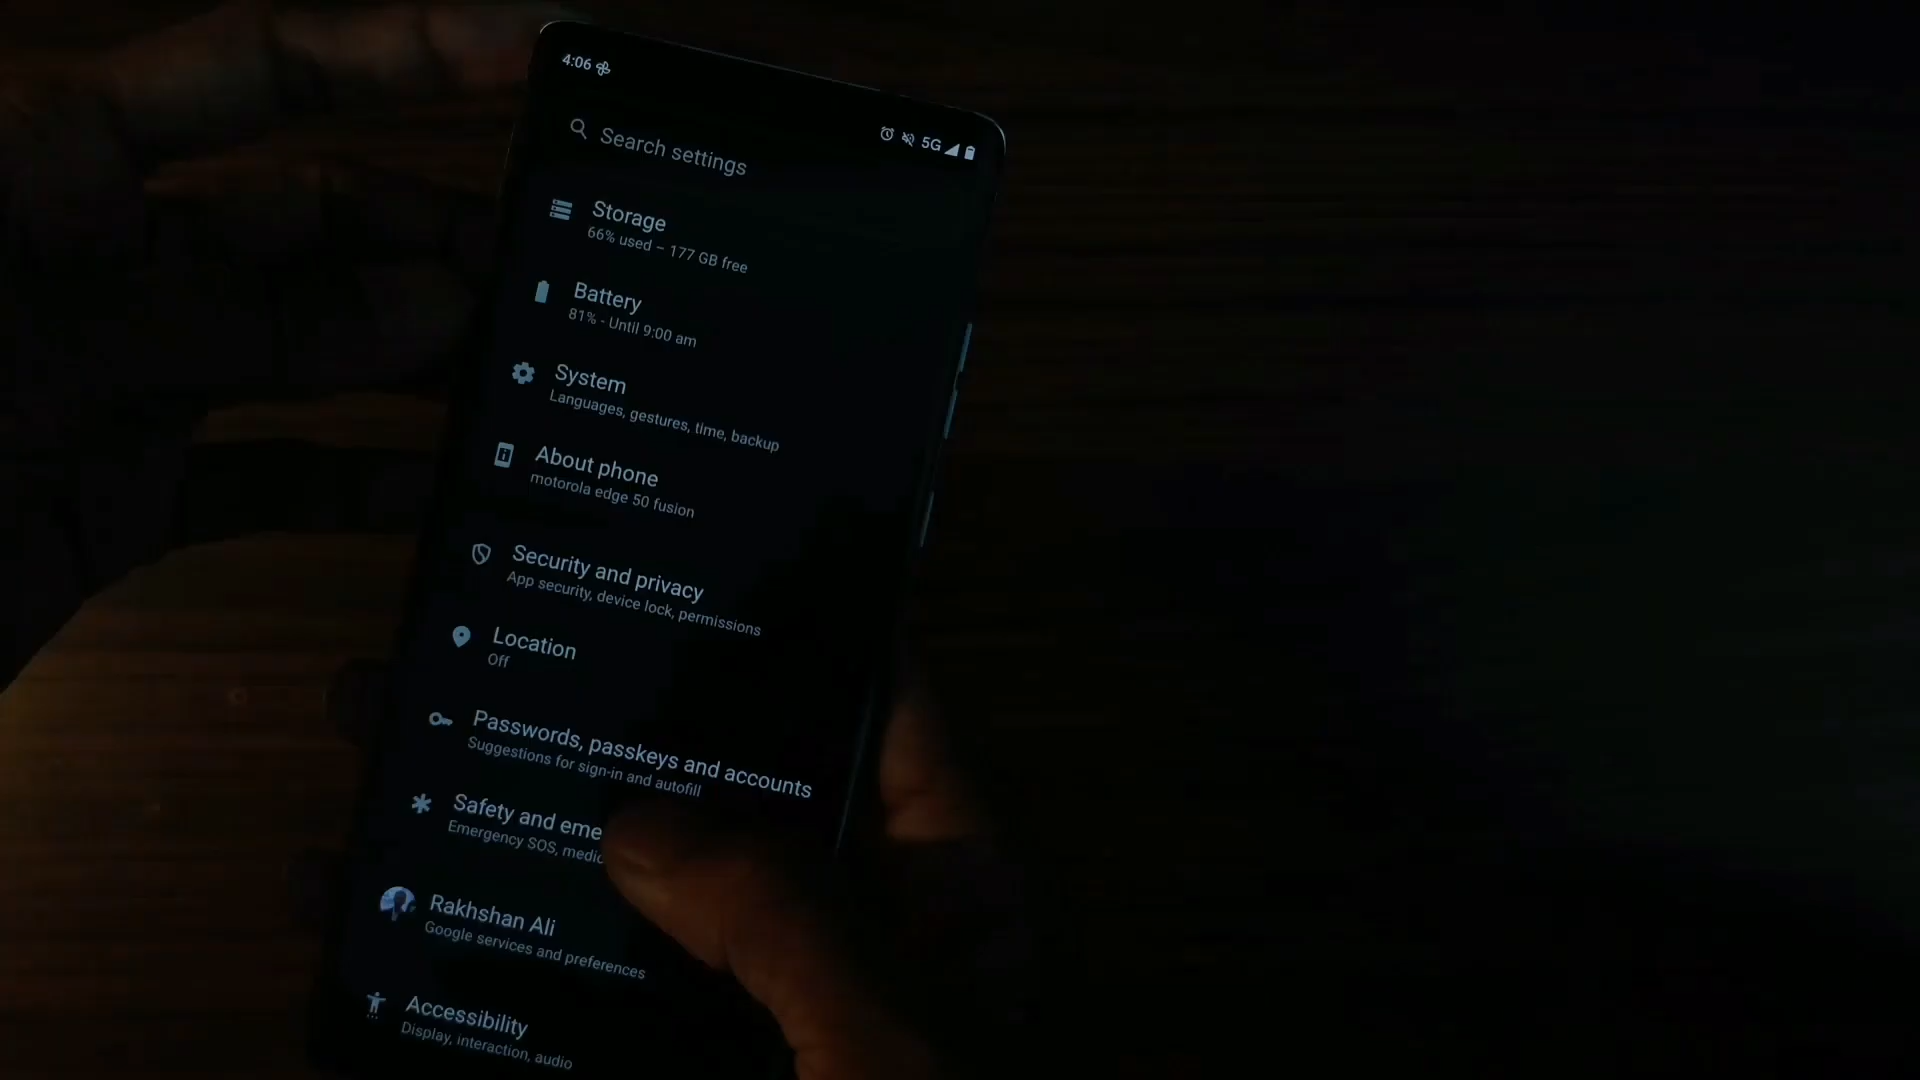 4:06
5G
Search settings
Storage
66% used – 177 GB free
Battery
81% - Until 9:00 am
System
Languages, gestures, time, backup
About phone
motorola edge 50 fusion
Security and privacy
App security, device lock, permissions
Location
Off
Passwords, passkeys and accounts
Suggestions for sign-in and autofill
Safety and eme
Emergency SOS, medic
Rakhshan Ali
Google services and preferences
Accessibility
Display, interaction, audio